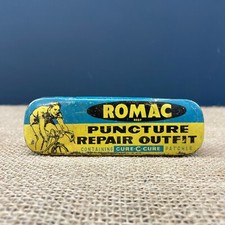 ROMAC
PUNCTURE
REPAIR OUTFIT
CONTAINING CURE-C-CURE PATCHES